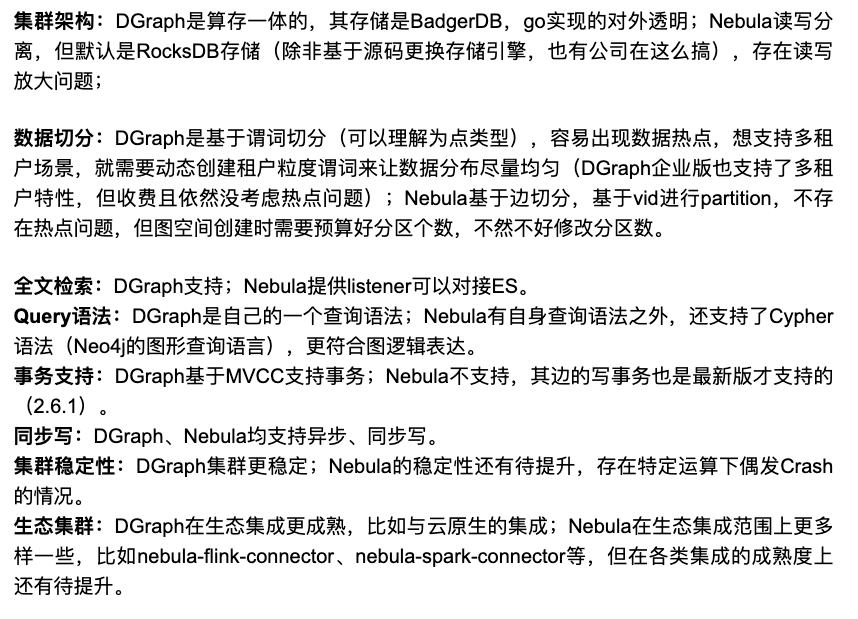 集群架构：DGraph是算存一体的，其存储是BadgerDB，go实现的对外透明；Nebula读写分
离，但默认是RocksDB存储（除非基于源码更换存储引擎，也有公司在这么搞），存在读写
放大问题；
数据切分：DGraph是基于谓词切分（可以理解为点类型），容易出现数据热点，想支持多租
户场景，就需要动态创建租户粒度谓词来让数据分布尽量均匀（DGraph企业版也支持了多租
户特性，但收费且依然没考虑热点问题）；Nebula基于边切分，基于vid进行partition，不存
在热点问题，但图空间创建时需要预算好分区个数，不然不好修改分区数。
全文检索：DGraph支持；Nebula提供listener可以对接ES。
Query语法：DGraph是自己的一个查询语法；Nebula有自身查询语法之外，还支持了Cypher
语法（Neo4j的图形查询语言），更符合图逻辑表达。
事务支持：DGraph基于MVCC支持事务；Nebula不支持，其边的写事务也是最新版才支持的
（2.6.1）。
同步写：DGraph、Nebula均支持异步、同步写。
集群稳定性：DGraph集群更稳定；Nebula的稳定性还有待提升，存在特定运算下偶发Crash
的情况。
生态集群：DGraph在生态集成更成熟，比如与云原生的集成；Nebula在生态集成范围上更多
样一些，比如nebula-flink-connector、nebula-spark-connector等，但在各类集成的成熟度上
还有待提升。